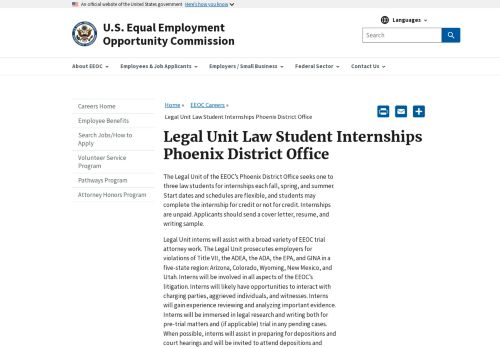 An official website of the United States government Here's how you know
U.S. Equal Employment
Opportunity Commission
Languages
Search
About EEOC
Employees & Job Applicants
Employers / Small Business
Federal Sector
Contact Us
Careers Home
Employee Benefits
Search Jobs/How to
Apply
Volunteer Service
Program
Pathways Program
Attorney Honors Program
Home » EEOC Careers »
Legal Unit Law Student Internships Phoenix District Office
Legal Unit Law Student Internships
Phoenix District Office
The Legal Unit of the EEOC's Phoenix District Office seeks one
to three law students for internships each fall, spring, and summer.
Start dates and schedules are flexible, and students may
complete the internship for credit or not for credit. Internships
are unpaid. Applicants should send a cover letter, resume, and
writing sample.
Legal Unit interns will assist with a broad variety of EEOC trial
attorney work. The Legal Unit prosecutes employers for
violations of Title VII, the ADEA, the ADA, the EPA, and GINA in a
five-state region: Arizona, Colorado, Wyoming, New Mexico, and
Utah. Interns will be involved in all aspects of the EEOC's
litigation. Interns will likely have opportunities to interact with
charging parties, aggrieved individuals, and witnesses. Interns
will gain experience reviewing and analyzing important evidence.
Interns will be immersed in legal research and writing both for
pre-trial matters and (if applicable) trial in any pending cases.
When possible, interns will assist in preparing for depositions and
court hearings and will be invited to attend depositions and